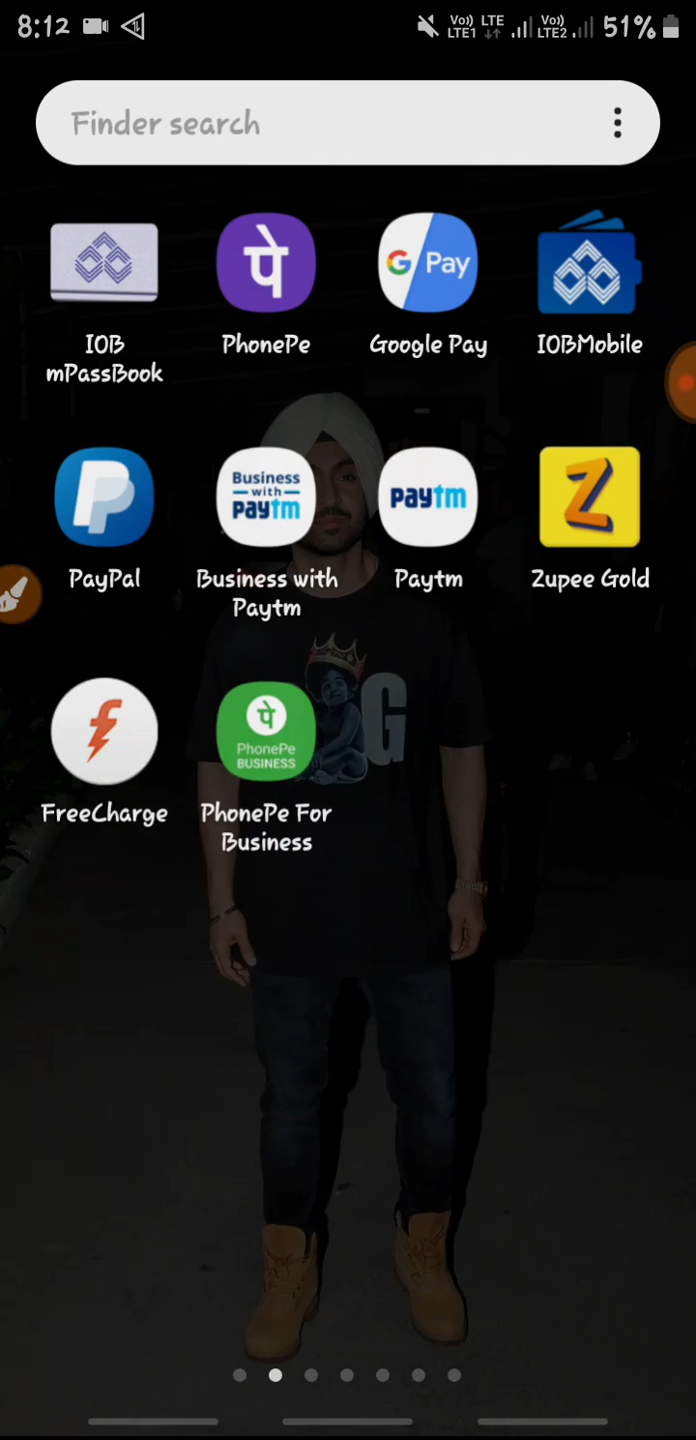 8:12
Vo)) LTE Vo)) 51%
LTE1 LTE2
Finder search
पे
G Pay
IOB
mPassBook
PhonePe
Google Pay
IOBMobile
Business
with
paytm
paytm
Z
PayPal
Business with
Paytm
Paytm
Zupee Gold
G
पे
PhonePe
BUSINESS
FreeCharge
PhonePe For
Business